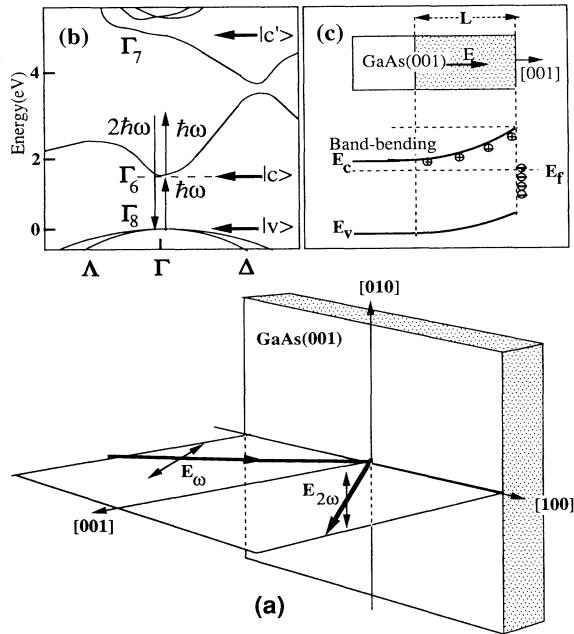 (b)
Γ7
|c'>
4
Energy(eV)
2ħω
ħω
2
Γ6
|c>
ħω
Γ8
0
|v>
Λ
Γ
Δ
(c)
L
GaAs(001)
E
[001]
Band-bending
Ec
Ef
Ev
[010]
GaAs(001)
Eω
E2ω
[001]
[100]
(a)